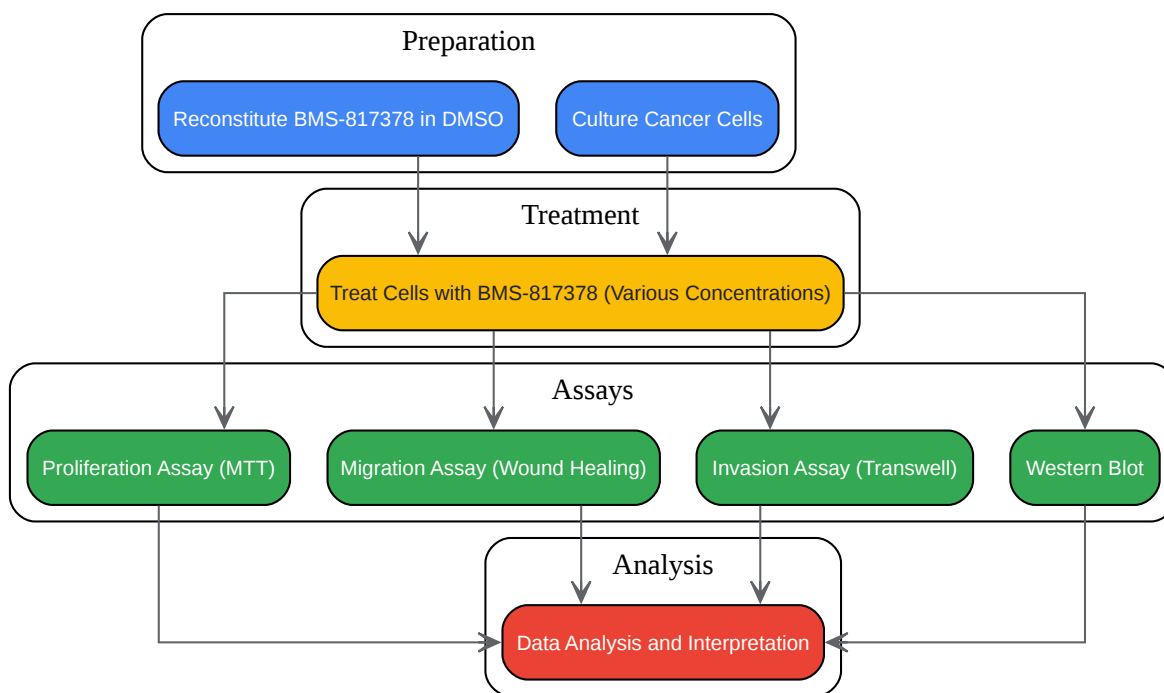 Preparation
Reconstitute BMS-817378 in DMSO
Culture Cancer Cells
Treatment
Treat Cells with BMS-817378 (Various Concentrations)
Assays
Proliferation Assay (MTT)
Migration Assay (Wound Healing)
Invasion Assay (Transwell)
Western Blot
Analysis
Data Analysis and Interpretation